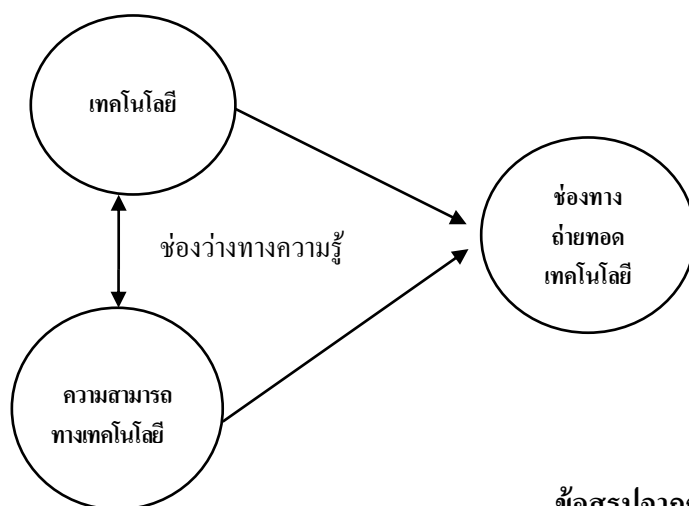 เทคโนโลยี
ช่องทาง
ถ่ายทอด
เทคโนโลยี
ช่องว่างทางความรู้
ความสามารถ
ทางเทคโนโลยี